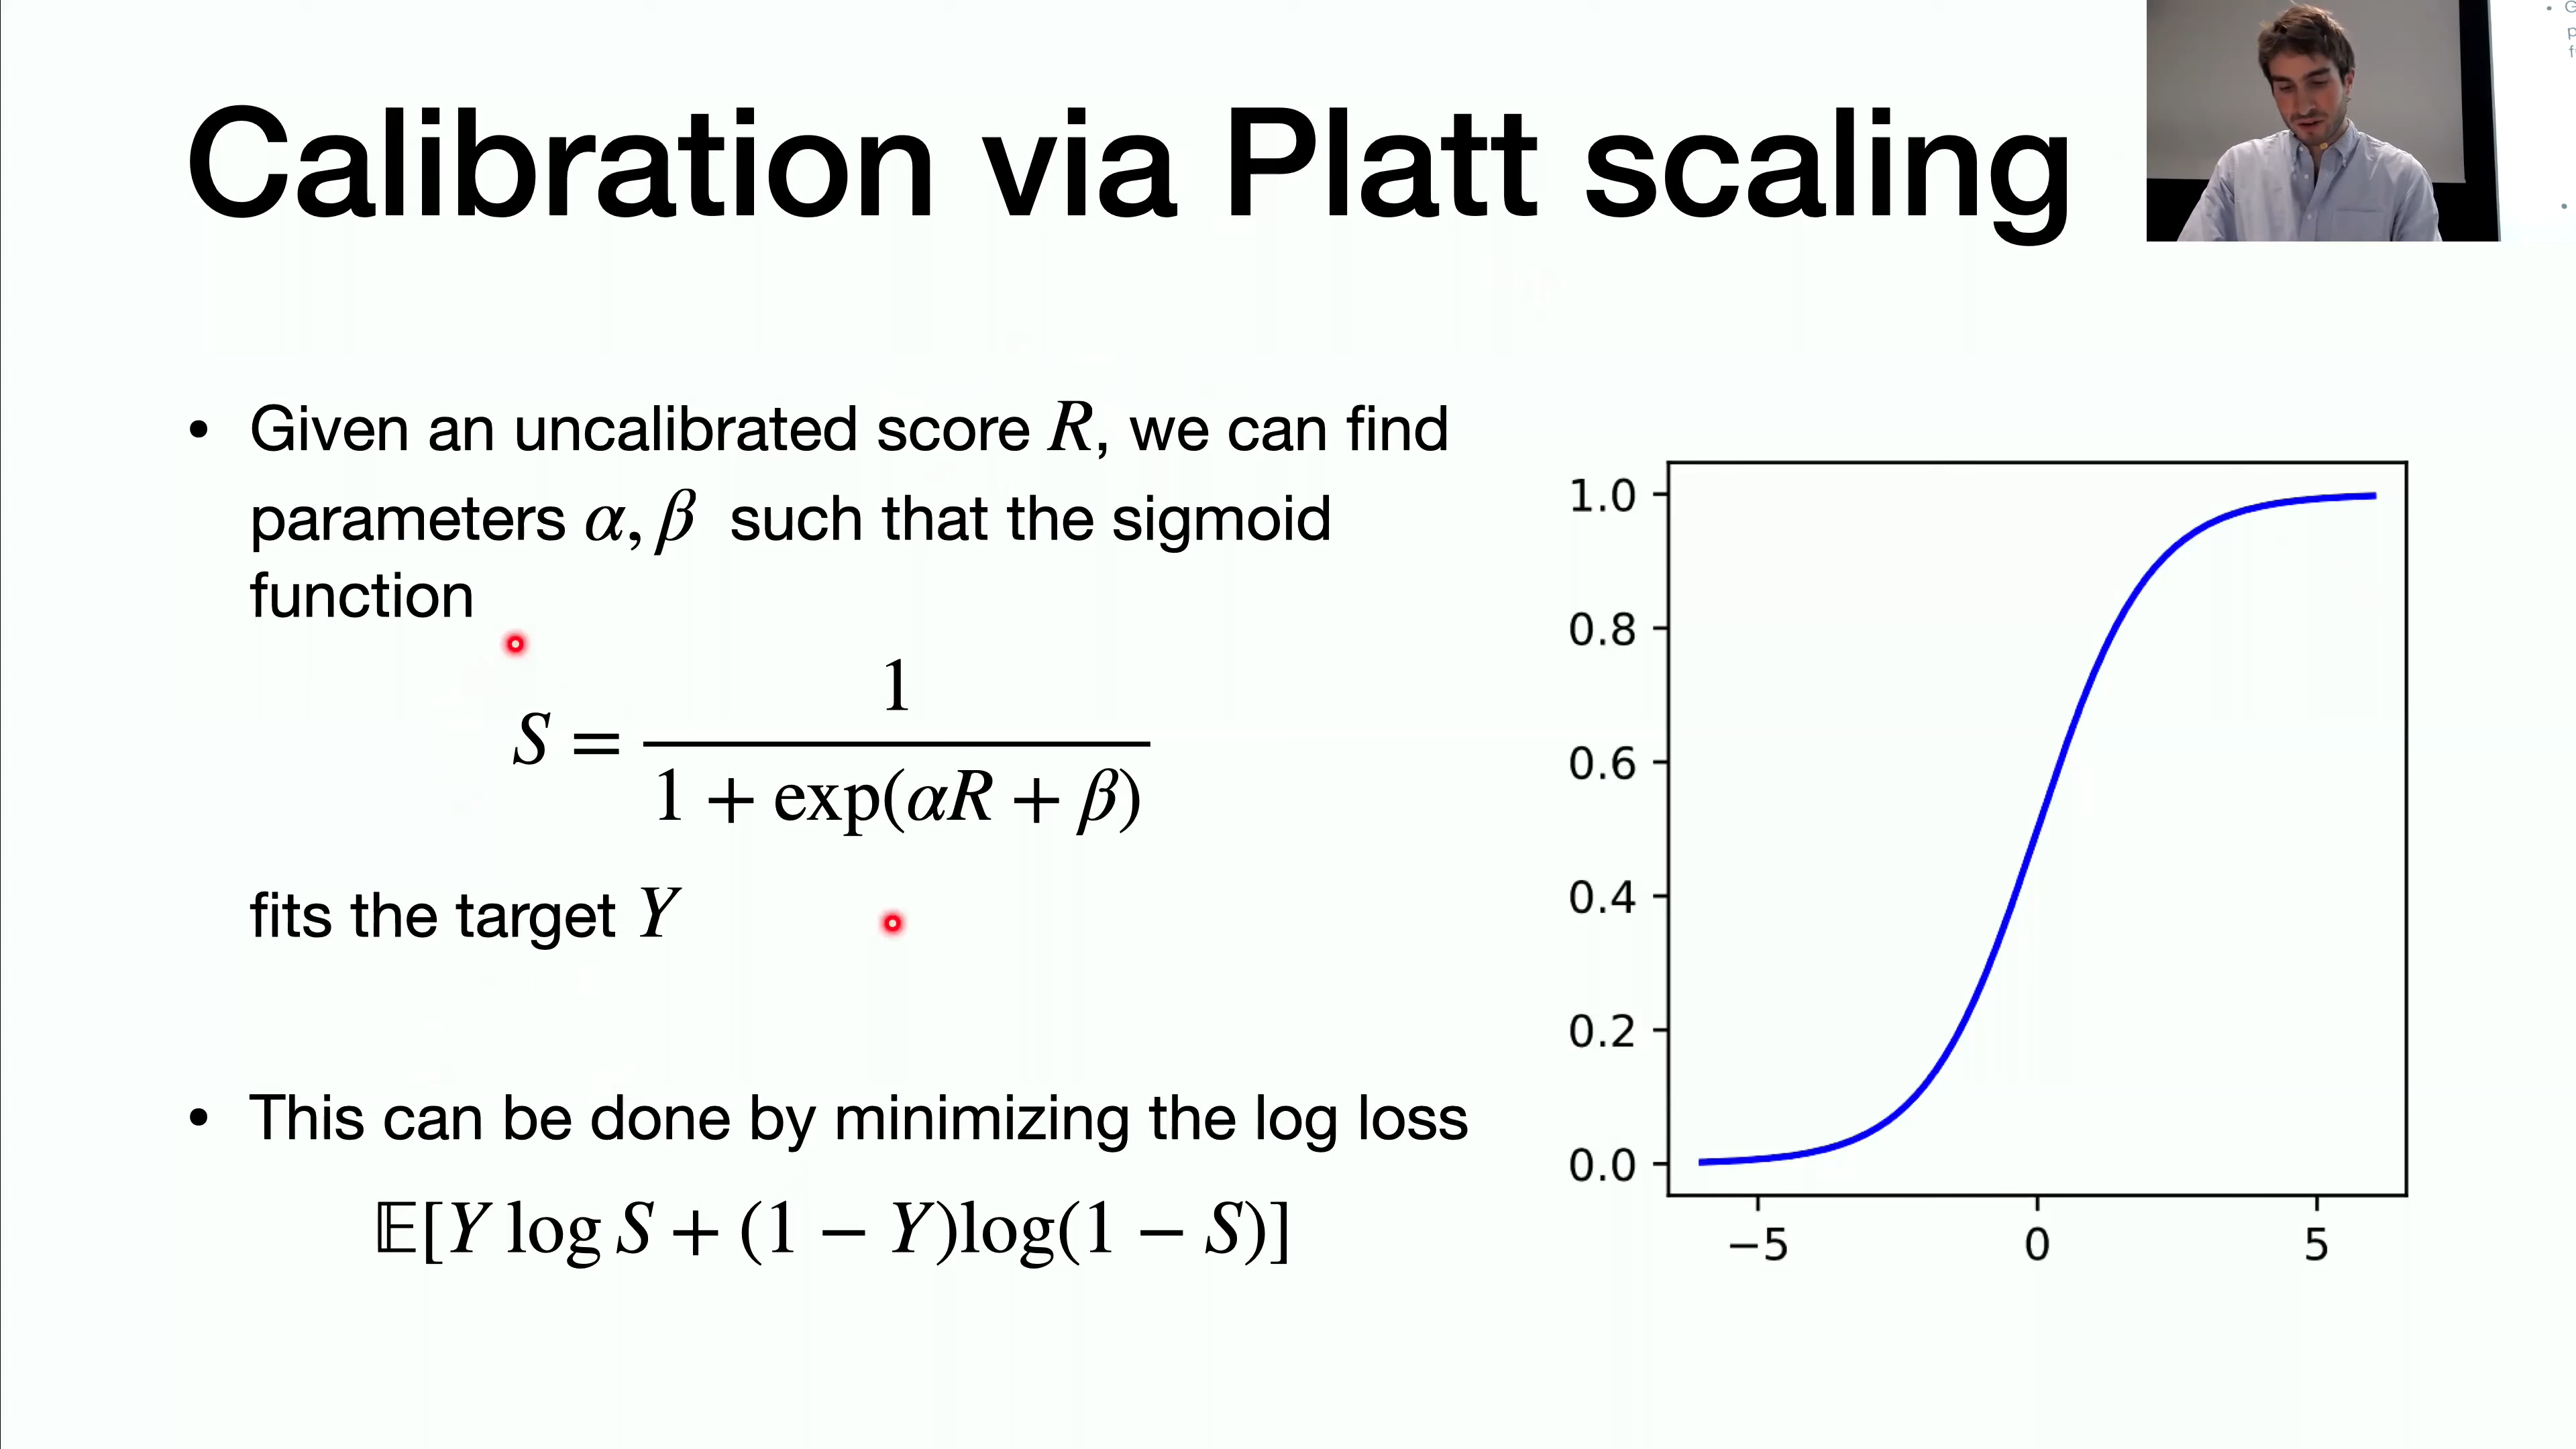 Calibration via Platt scaling
• Given an uncalibrated score R, we can find
parameters α, β such that the sigmoid
function
S = 1 / (1 + exp(αR + β))
fits the target Y
• This can be done by minimizing the log loss
𝔼[Y log S + (1 − Y)log(1 − S)]
1.0
0.8
0.6
0.4
0.2
0.0
−5 0 5